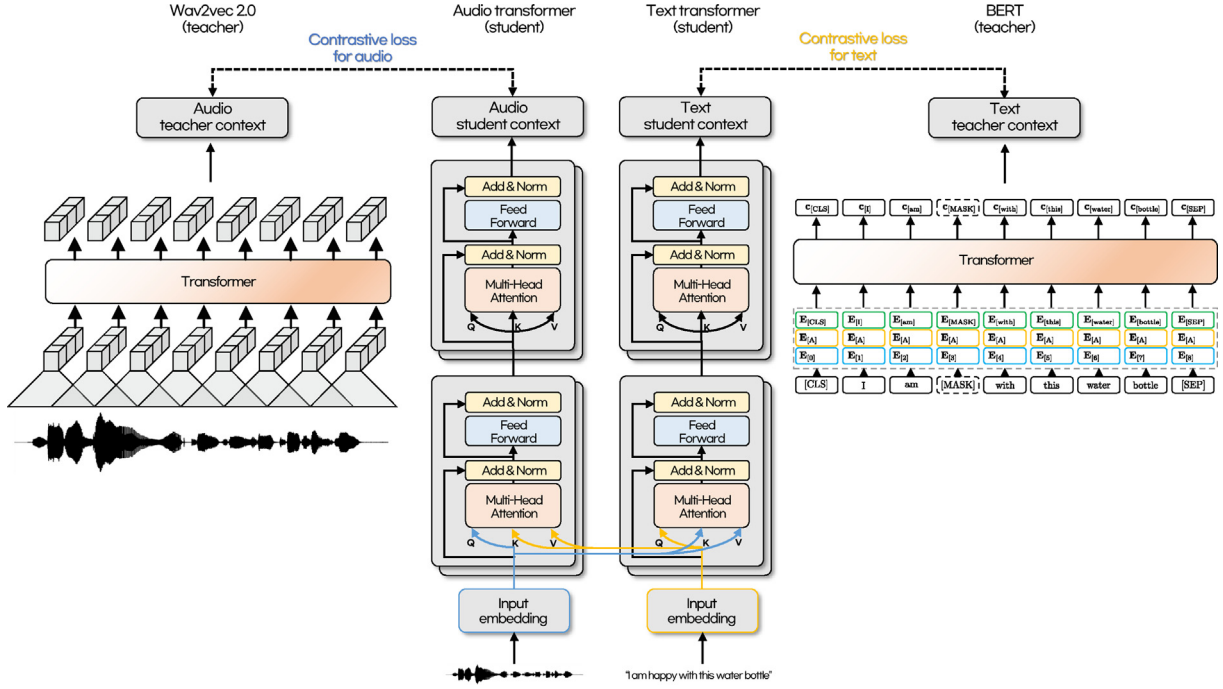 Wav2vec 2.0
(teacher)
Audio transformer
(student)
Text transformer
(student)
BERT
(teacher)
Contrastive loss
for audio
Contrastive loss
for text
Audio
teacher context
Audio
student context
Text
student context
Text
teacher context
Transformer
Add & Norm
Feed
Forward
Add & Norm
Multi-Head
Attention
Q K V
Add & Norm
Feed
Forward
Add & Norm
Multi-Head
Attention
Q K V
Input
embedding
Add & Norm
Feed
Forward
Add & Norm
Multi-Head
Attention
Q K V
Add & Norm
Feed
Forward
Add & Norm
Multi-Head
Attention
Q K V
Input
embedding
"I am happy with this water bottle"
c[CLS] c[I] c[am] c[MASK] c[with] c[this] c[water] c[bottle] c[SEP]
Transformer
E[CLS] E[I] E[am] E[MASK] E[with] E[this] E[water] E[bottle] E[SEP]
E[A] E[A] E[A] E[A] E[A] E[A] E[A] E[A] E[A]
E[0] E[1] E[2] E[3] E[4] E[5] E[6] E[7] E[8]
[CLS] I am [MASK] with this water bottle [SEP]